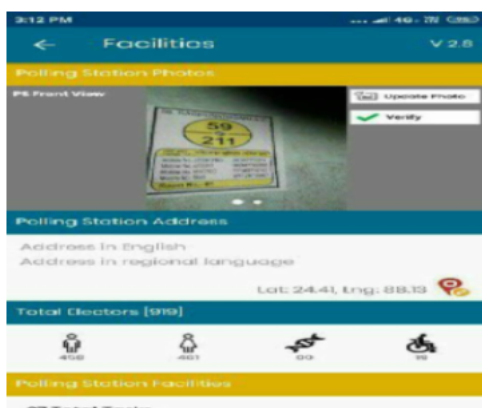 3:12 PM
4G
← Facilities V 2.8
Polling Station Photos
PS Front View
Update Photo
Verify
59
211
Polling Station Address
Address in English
Address in regional language
Lat: 24.41, Lng: 88.13
Total Electors [919]
458 461 00 19
Polling Station Facilities